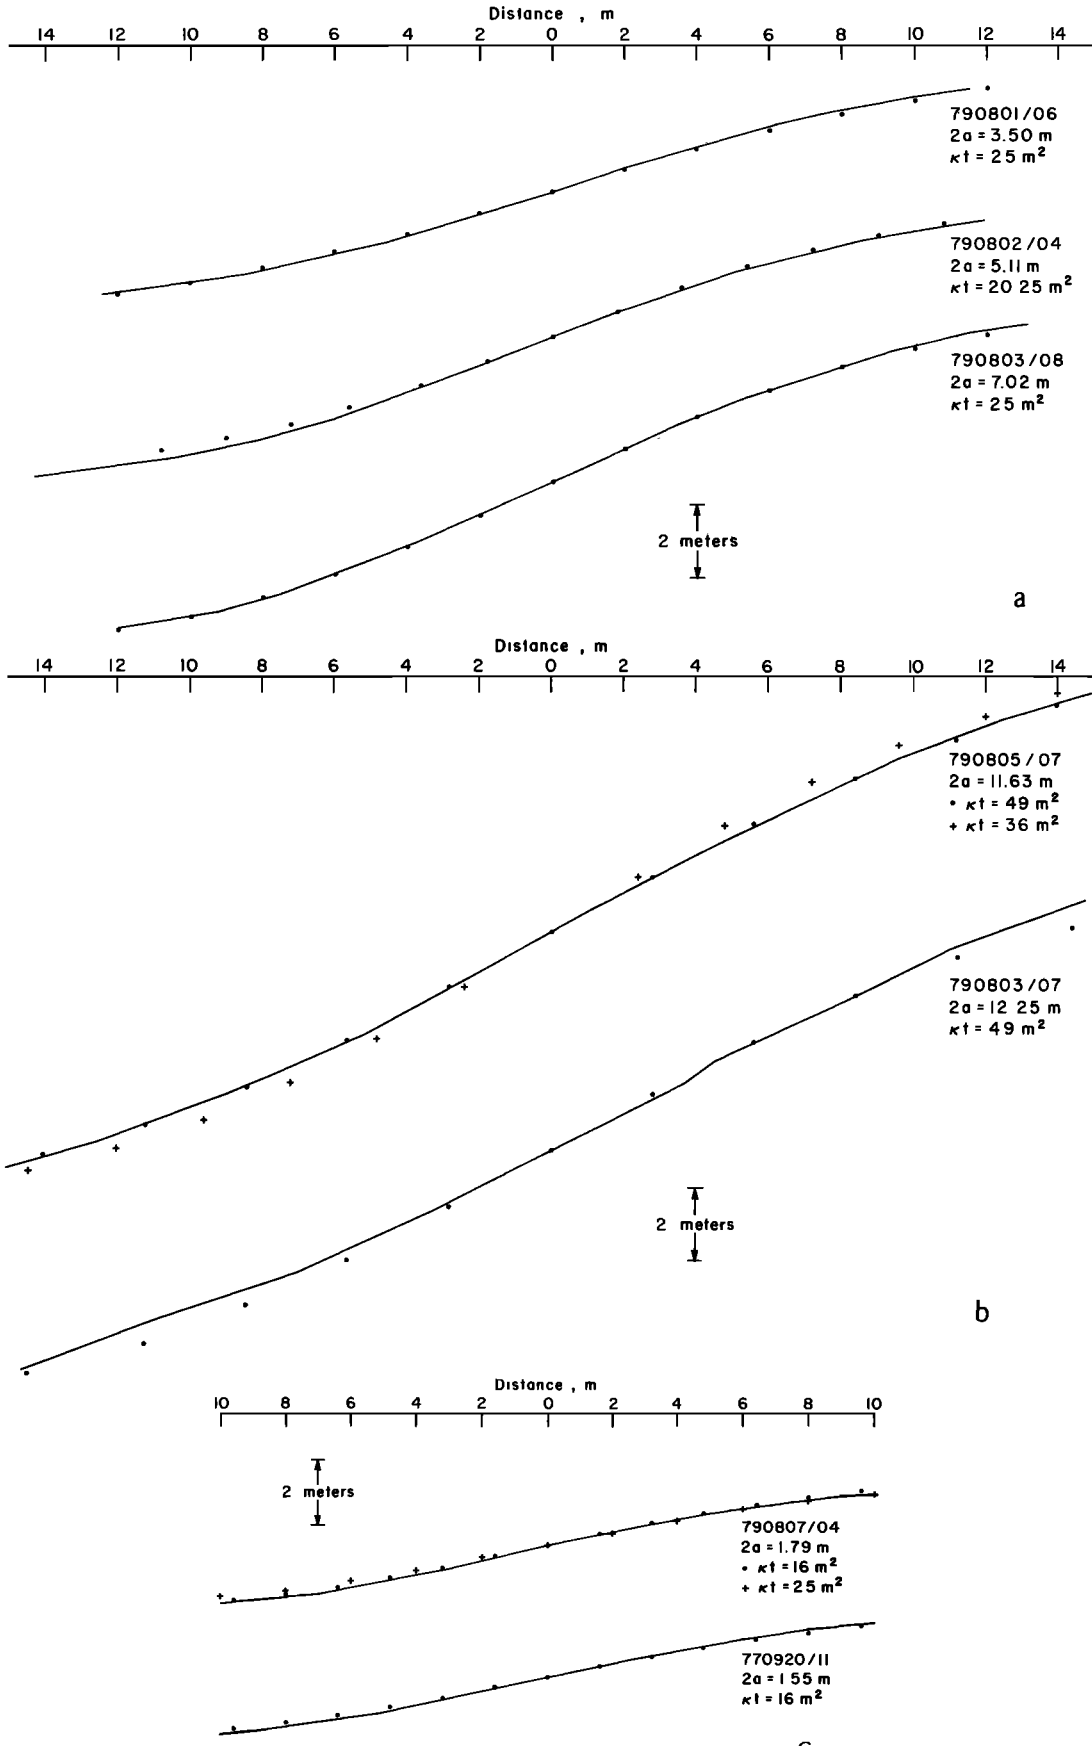 Distance , m
14 12 10 8 6 4 2 0 2 4 6 8 10 12 14
790801/06
2a = 3.50 m
κt = 25 m²
790802/04
2a = 5.11 m
κt = 20 25 m²
790803/08
2a = 7.02 m
κt = 25 m²
2 meters
a
Distance , m
14 12 10 8 6 4 2 0 2 4 6 8 10 12 14
790805/07
2a = 11.63 m
• κt = 49 m²
+ κt = 36 m²
790803/07
2a = 12 25 m
κt = 49 m²
2 meters
b
Distance , m
10 8 6 4 2 0 2 4 6 8 10
2 meters
790807/04
2a = 1.79 m
• κt = 16 m²
+ κt = 25 m²
770920/11
2a = 1 55 m
κt = 16 m²